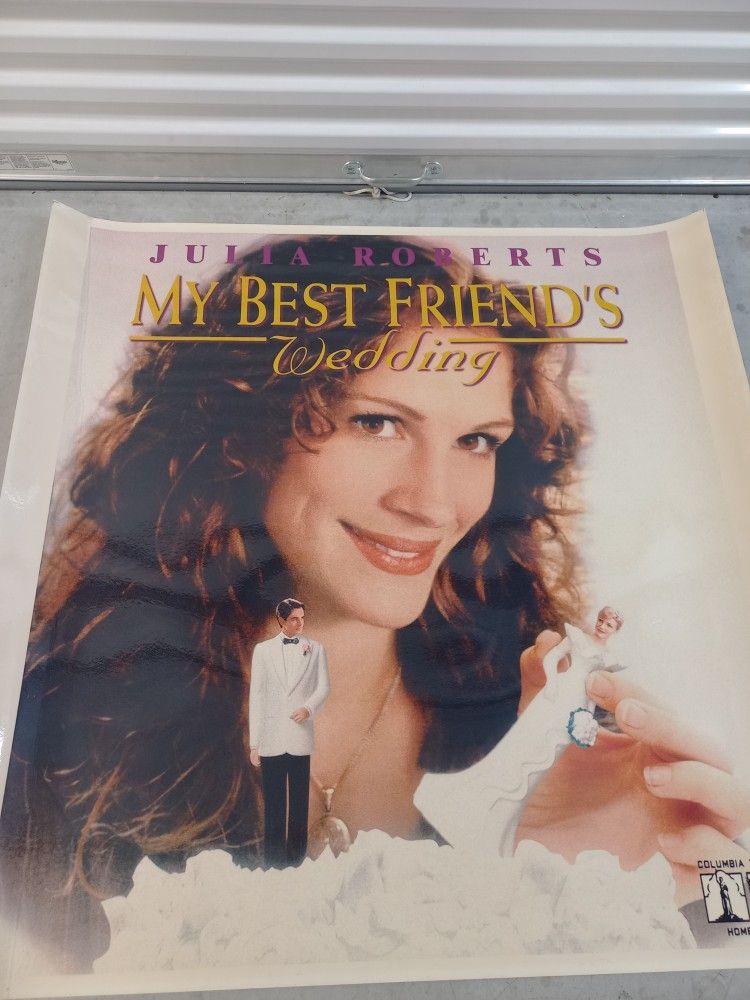 JULIA ROBERTS
MY BEST FRIEND'S
Wedding
COLUMBIA
HOME